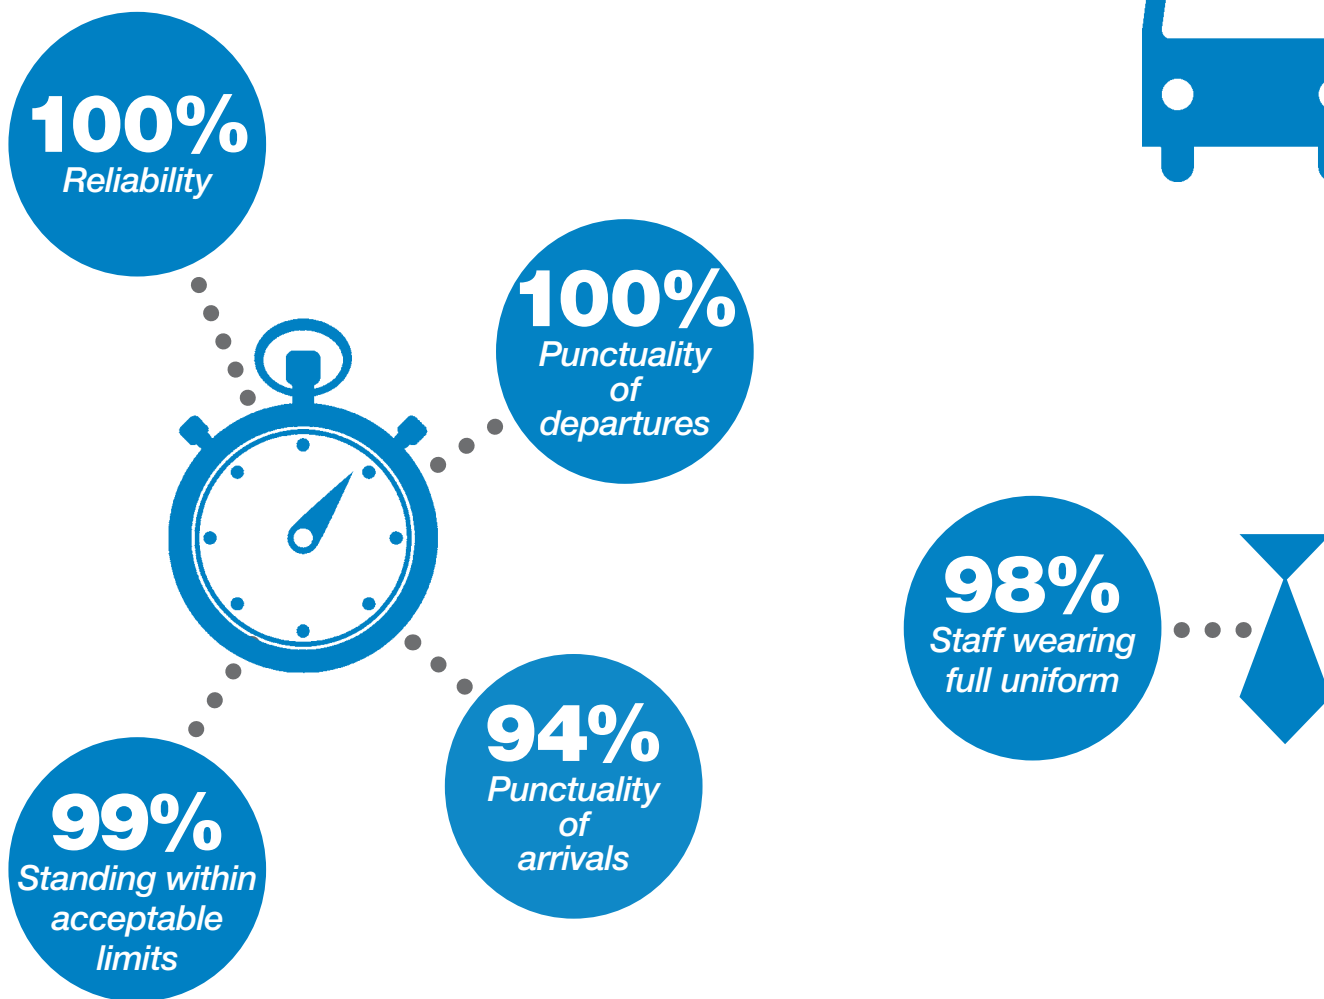 100%
Reliability
100%
Punctuality
of
departures
98%
Staff wearing
full uniform
94%
Punctuality
of
arrivals
99%
Standing within
acceptable
limits